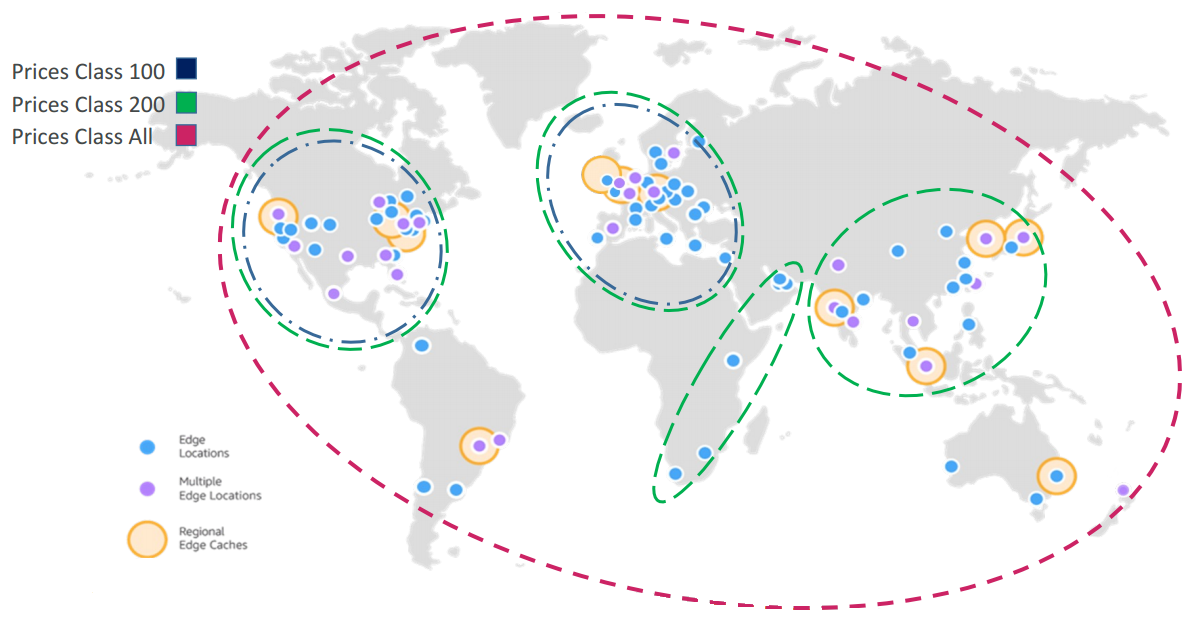 Prices Class 100
Prices Class 200
Prices Class All
Edge
Locations
Multiple
Edge Locations
Regional
Edge Caches